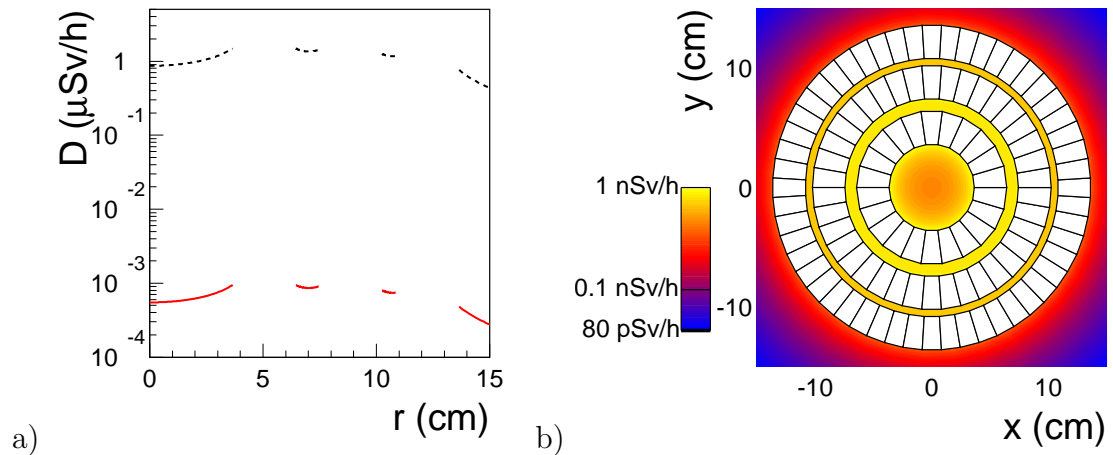 D (μSv/h)
1
10 -1
10 -2
10 -3
10 -4
0 5 10 15
r (cm)
a)
y (cm)
10
0
-10
1 nSv/h
0.1 nSv/h
80 pSv/h
-10 0 10
x (cm)
b)